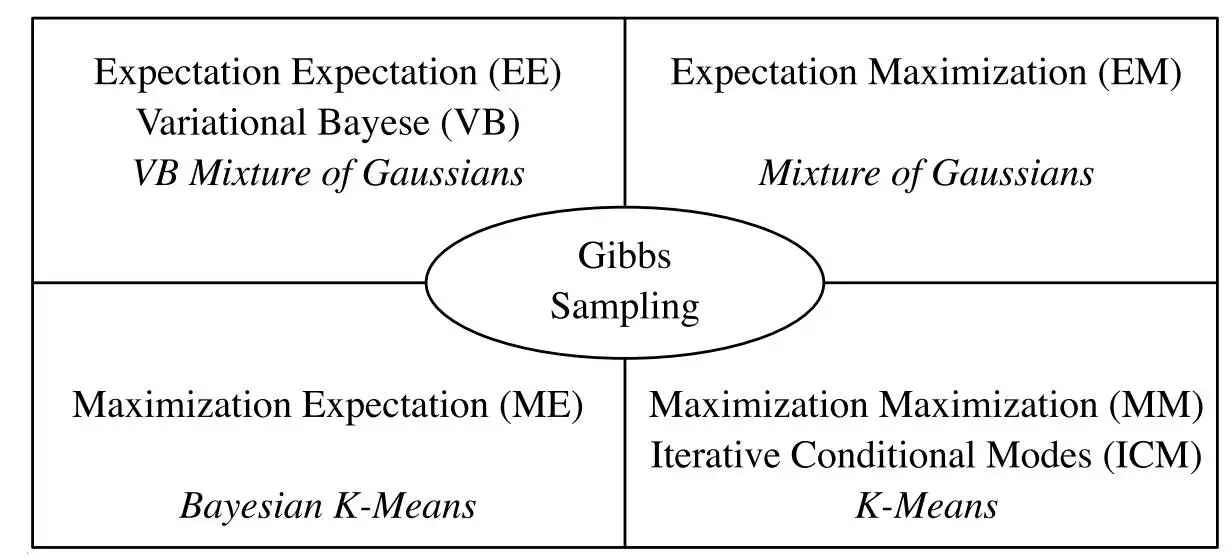 Expectation Expectation (EE)
Variational Bayese (VB)
VB Mixture of Gaussians
Expectation Maximization (EM)
Mixture of Gaussians
Gibbs
Sampling
Maximization Expectation (ME)
Bayesian K-Means
Maximization Maximization (MM)
Iterative Conditional Modes (ICM)
K-Means